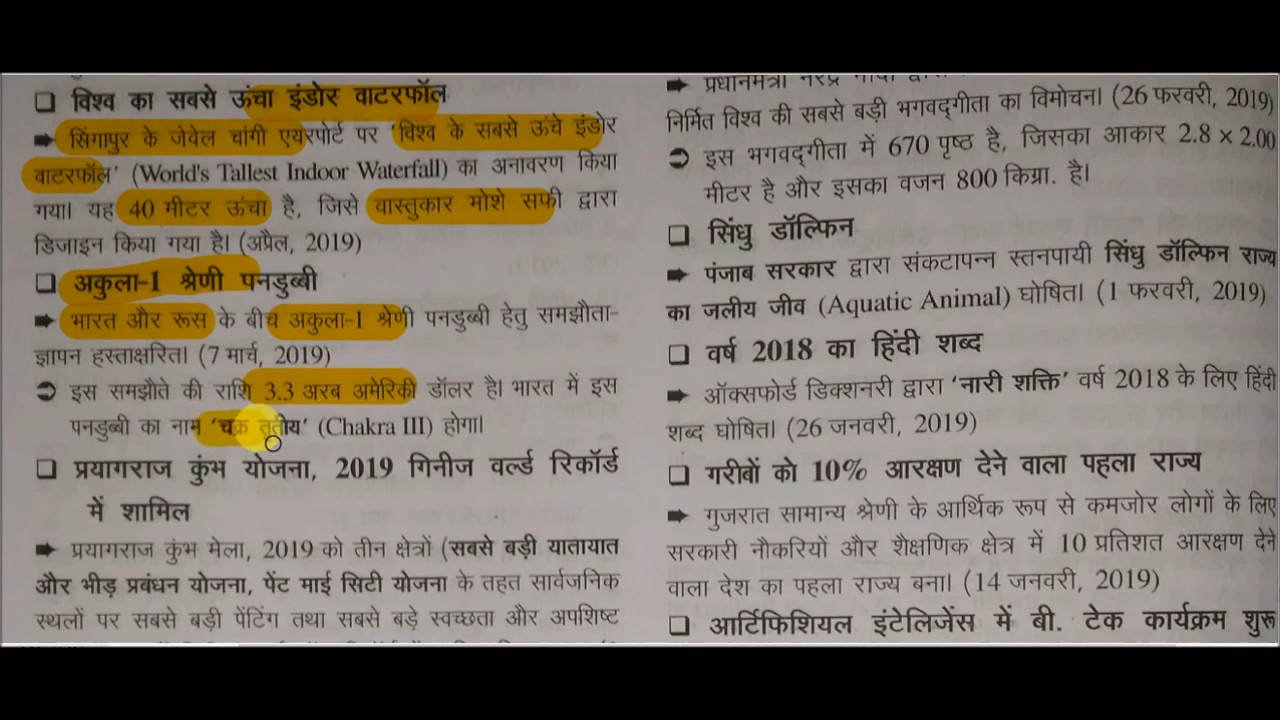 ❑ विश्व का सबसे ऊंचा इंडोर वाटरफॉल
➡ सिंगापुर के जेवेल चांगी एयरपोर्ट पर 'विश्व के सबसे ऊंचे इंडोर
वाटरफॉल' (World's Tallest Indoor Waterfall) का अनावरण किया
गया। यह 40 मीटर ऊंचा है, जिसे वास्तुकार मोशे सफी द्वारा
डिजाइन किया गया है। (अप्रैल, 2019)
❑ अकुला-1 श्रेणी पनडुब्बी
➡ भारत और रूस के बीच अकुला-1 श्रेणी पनडुब्बी हेतु समझौता-
ज्ञापन हस्ताक्षरित। (7 मार्च, 2019)
➲ इस समझौते की राशि 3.3 अरब अमेरिकी डॉलर है। भारत में इस
पनडुब्बी का नाम 'चक्र तृतीय' (Chakra III) होगा।
❑ प्रयागराज कुंभ योजना, 2019 गिनीज वर्ल्ड रिकॉर्ड
में शामिल
➡ प्रयागराज कुंभ मेला, 2019 को तीन क्षेत्रों (सबसे बड़ी यातायात
और भीड़ प्रबंधन योजना, पेंट माई सिटी योजना के तहत सार्वजनिक
स्थलों पर सबसे बड़ी पेंटिंग तथा सबसे बड़े स्वच्छता और अपशिष्ट
➡ प्रधानमंत्री नरेंद्र
निर्मित विश्व की सबसे बड़ी भगवद्गीता का विमोचन। (26 फरवरी, 2019)
➲ इस भगवद्गीता में 670 पृष्ठ है, जिसका आकार 2.8 × 2.00
मीटर है और इसका वजन 800 किग्रा. है।
❑ सिंधु डॉल्फिन
➡ पंजाब सरकार द्वारा संकटापन्न स्तनपायी सिंधु डॉल्फिन राज्य
का जलीय जीव (Aquatic Animal) घोषित। (1 फरवरी, 2019)
❑ वर्ष 2018 का हिंदी शब्द
➡ ऑक्सफोर्ड डिक्शनरी द्वारा 'नारी शक्ति' वर्ष 2018 के लिए हिंदी
शब्द घोषित। (26 जनवरी, 2019)
❑ गरीबों को 10% आरक्षण देने वाला पहला राज्य
➡ गुजरात सामान्य श्रेणी के आर्थिक रूप से कमजोर लोगों के लिए
सरकारी नौकरियों और शैक्षणिक क्षेत्र में 10 प्रतिशत आरक्षण देने
वाला देश का पहला राज्य बना। (14 जनवरी, 2019)
❑ आर्टिफिशियल इंटेलिजेंस में बी. टेक कार्यक्रम शुरू